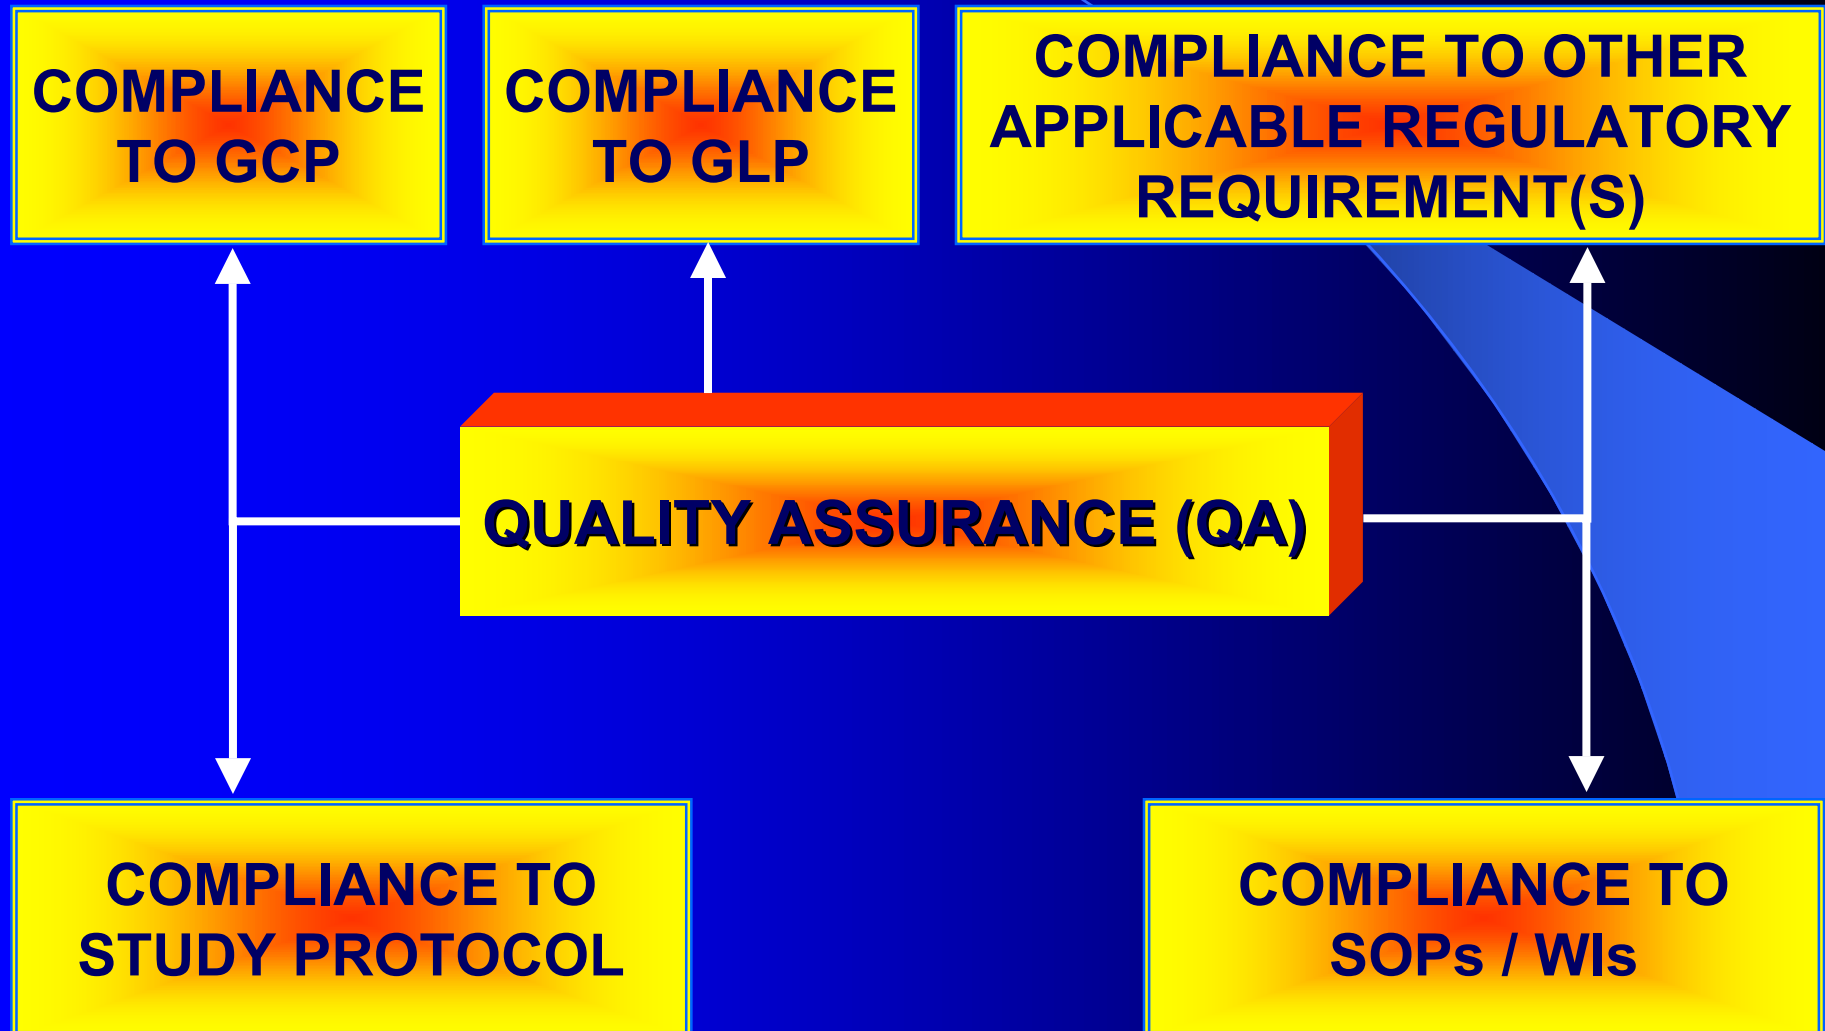 COMPLIANCE
TO GCP
COMPLIANCE
TO GLP
COMPLIANCE TO OTHER
APPLICABLE REGULATORY
REQUIREMENT(S)
QUALITY ASSURANCE (QA)
COMPLIANCE TO
STUDY PROTOCOL
COMPLIANCE TO
SOPs / WIs